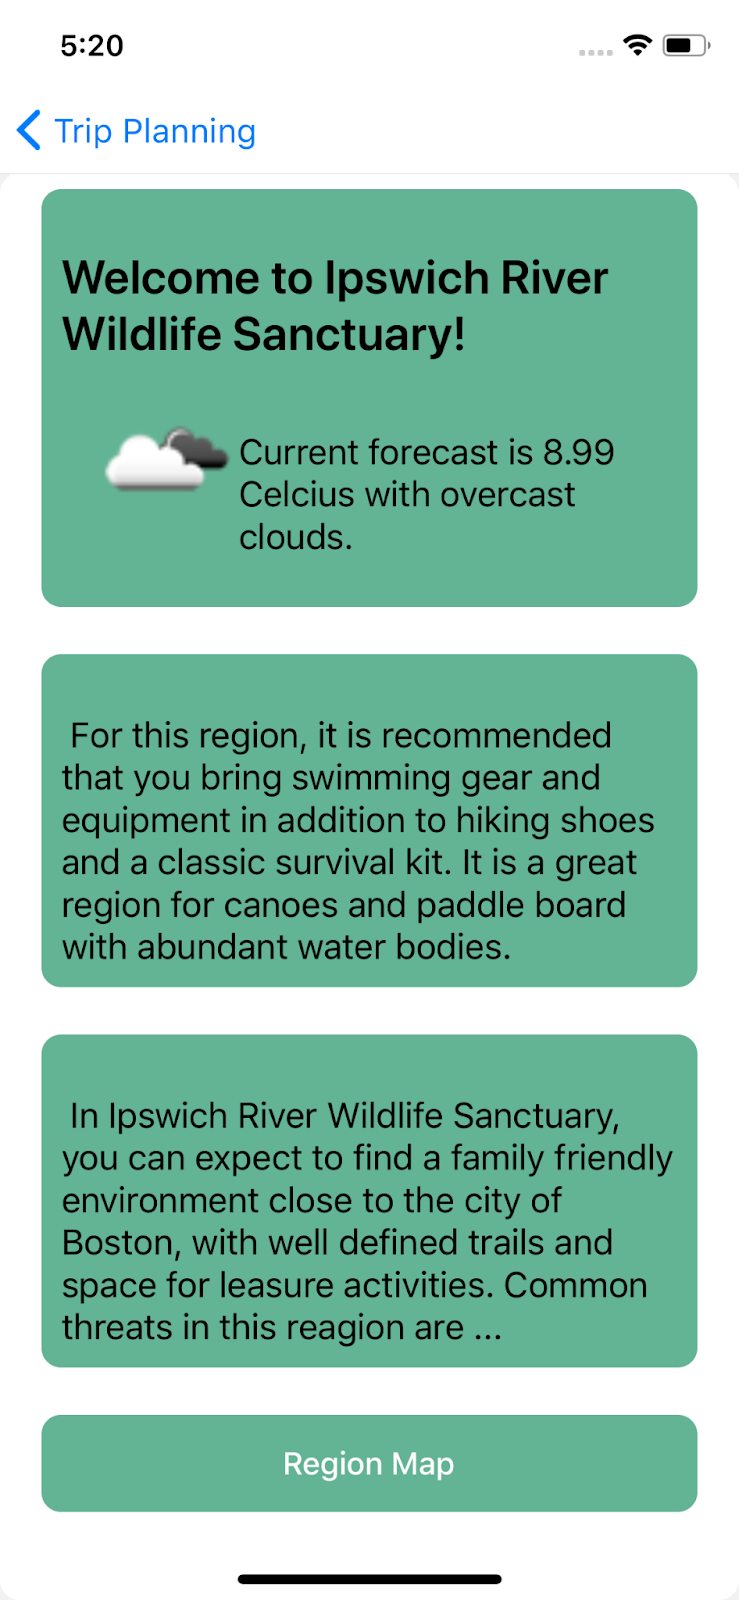 5:20
Trip Planning
Welcome to Ipswich River
Wildlife Sanctuary!
Current forecast is 8.99
Celcius with overcast
clouds.
For this region, it is recommended
that you bring swimming gear and
equipment in addition to hiking shoes
and a classic survival kit. It is a great
region for canoes and paddle board
with abundant water bodies.
In Ipswich River Wildlife Sanctuary,
you can expect to find a family friendly
environment close to the city of
Boston, with well defined trails and
space for leasure activities. Common
threats in this reagion are ...
Region Map